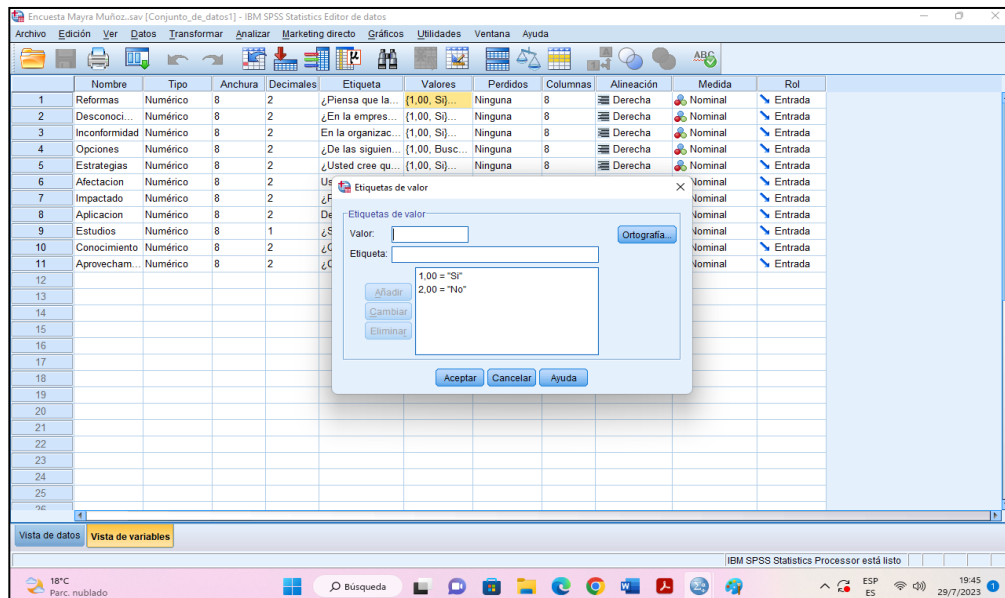 Encuesta Mayra Muñoz..sav [Conjunto_de_datos1] - IBM SPSS Statistics Editor de datos
Archivo Edición Ver Datos Transformar Analizar Marketing directo Gráficos Utilidades Ventana Ayuda
Nombre Tipo Anchura Decimales Etiqueta Valores Perdidos Columnas Alineación Medida Rol
1 Reformas Numérico 8 2 ¿Piensa que la... {1,00, Si}... Ninguna 8 Derecha Nominal Entrada
2 Desconoci... Numérico 8 2 ¿En la empres... {1,00, Si}... Ninguna 8 Derecha Nominal Entrada
3 Inconformidad Numérico 8 2 En la organizac... {1,00, Si}... Ninguna 8 Derecha Nominal Entrada
4 Opciones Numérico 8 2 ¿De las siguien... {1,00, Busc... Ninguna 8 Derecha Nominal Entrada
5 Estrategias Numérico 8 2 ¿Usted cree qu... {1,00, Si}... Ninguna 8 Derecha Nominal Entrada
6 Afectacion Numérico 8 2 Us Nominal Entrada
7 Impactado Numérico 8 2 Nominal Entrada
8 Aplicacion Numérico 8 2 De Nominal Entrada
9 Estudios Numérico 8 1 Nominal Entrada
10 Conocimiento Numérico 8 2 Nominal Entrada
11 Aprovecham... Numérico 8 2 Nominal Entrada
12
13
14
15
16
17
18
19
20
21
22
23
24
25
Etiquetas de valor
Etiquetas de valor
Valor:
Ortografía...
Etiqueta:
1,00 = "Si"
2,00 = "No"
Añadir
Cambiar
Eliminar
Aceptar Cancelar Ayuda
Vista de datos Vista de variables
IBM SPSS Statistics Processor está listo
18°C
Parc. nublado
Búsqueda
ESP
ES
19:45
29/7/2023
1